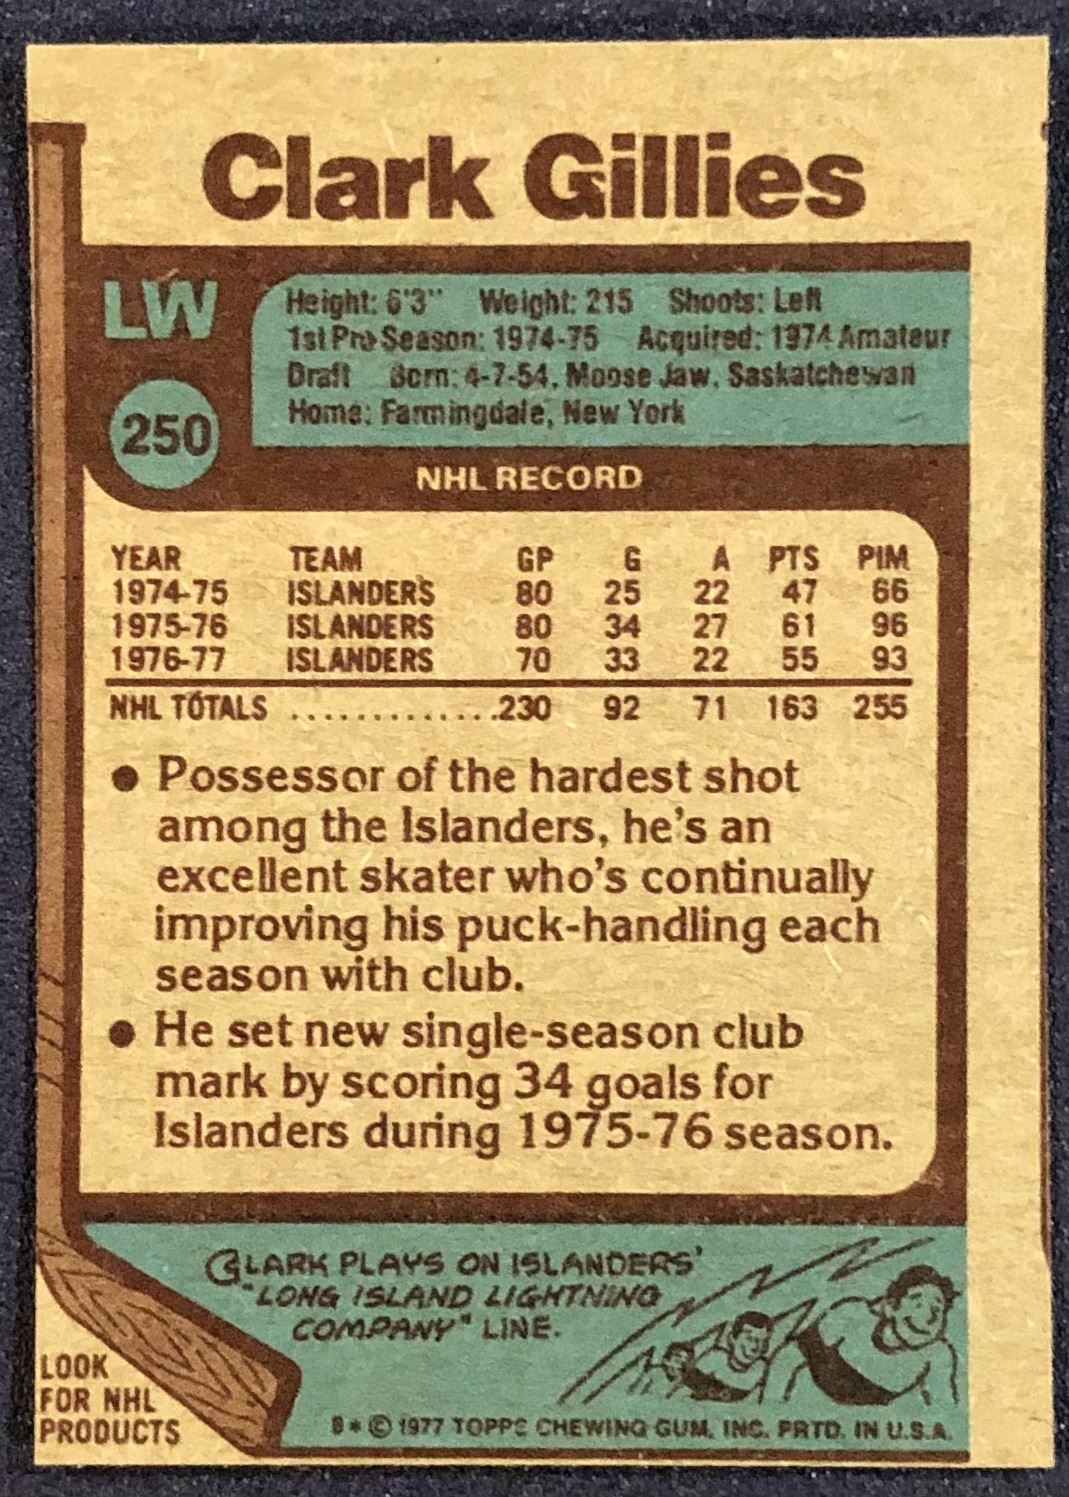 Clark Gillies
LW
Height: 6'3" Weight: 215 Shoots: Left
1st Pro Season: 1974-75 Acquired: 1974 Amateur
Draft Born: 4-7-54, Moose Jaw, Saskatchewan
Home: Farmingdale, New York
250
NHL RECORD
YEAR TEAM GP G A PTS PIM
1974-75 ISLANDERS 80 25 22 47 66
1975-76 ISLANDERS 80 34 27 61 96
1976-77 ISLANDERS 70 33 22 55 93
NHL TOTALS .............230 92 71 163 255
● Possessor of the hardest shot
among the Islanders, he's an
excellent skater who's continually
improving his puck-handling each
season with club.
● He set new single-season club
mark by scoring 34 goals for
Islanders during 1975-76 season.
CLARK PLAYS ON ISLANDERS'
"LONG ISLAND LIGHTNING
COMPANY" LINE.
LOOK
FOR NHL
PRODUCTS
B * © 1977 TOPPS CHEWING GUM, INC. PRTD. IN U.S.A.